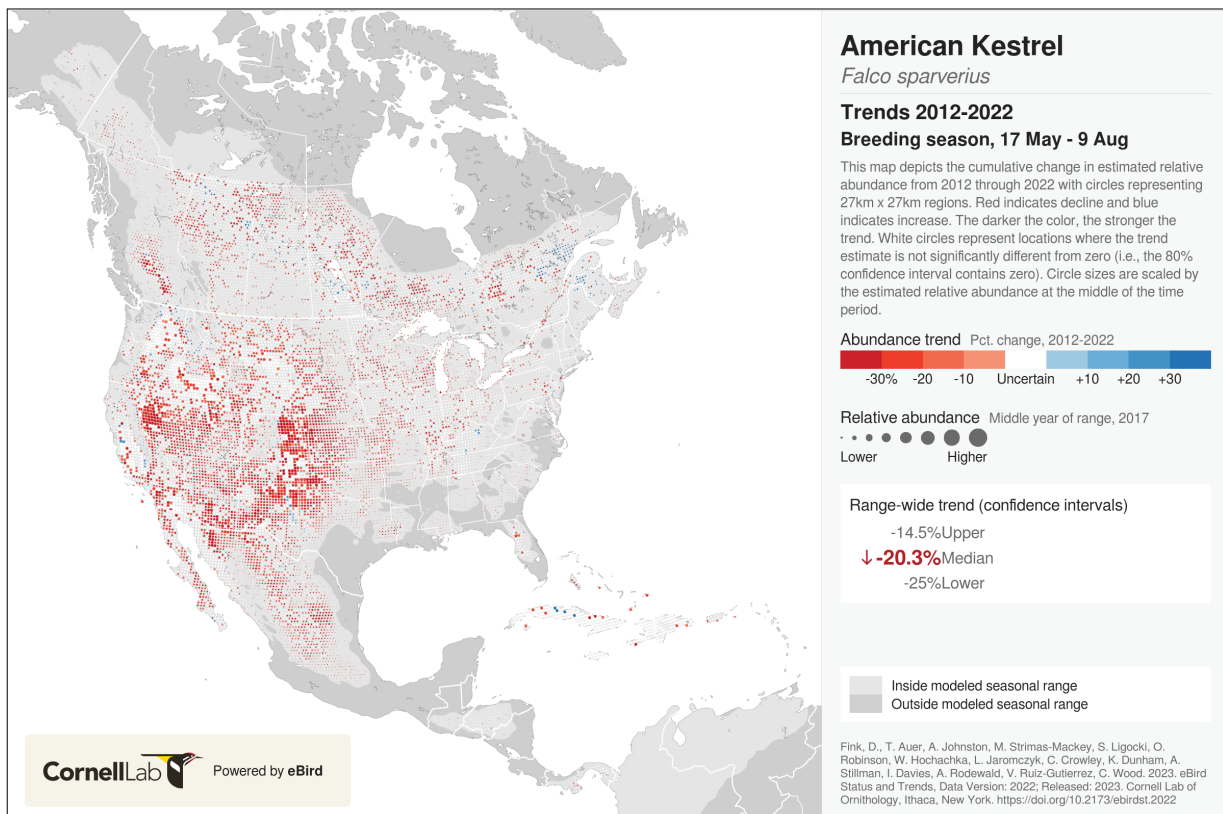 American Kestrel
Falco sparverius
Trends 2012-2022
Breeding season, 17 May - 9 Aug
This map depicts the cumulative change in estimated relative
abundance from 2012 through 2022 with circles representing
27km x 27km regions. Red indicates decline and blue
indicates increase. The darker the color, the stronger the
trend. White circles represent locations where the trend
estimate is not significantly different from zero (i.e., the 80%
confidence interval contains zero). Circle sizes are scaled by
the estimated relative abundance at the middle of the time
period.
Abundance trend Pct. change, 2012-2022
-30% -20 -10 Uncertain +10 +20 +30
Relative abundance Middle year of range, 2017
Lower Higher
Range-wide trend (confidence intervals)
-14.5%Upper
↓-20.3%Median
-25%Lower
Inside modeled seasonal range
Outside modeled seasonal range
Fink, D., T. Auer, A. Johnston, M. Strimas-Mackey, S. Ligocki, O.
Robinson, W. Hochachka, L. Jaromczyk, C. Crowley, K. Dunham, A.
Stillman, I. Davies, A. Rodewald, V. Ruiz-Gutierrez, C. Wood. 2023. eBird
Status and Trends, Data Version: 2022; Released: 2023. Cornell Lab of
Ornithology, Ithaca, New York. https://doi.org/10.2173/ebirdst.2022
CornellLab Powered by eBird